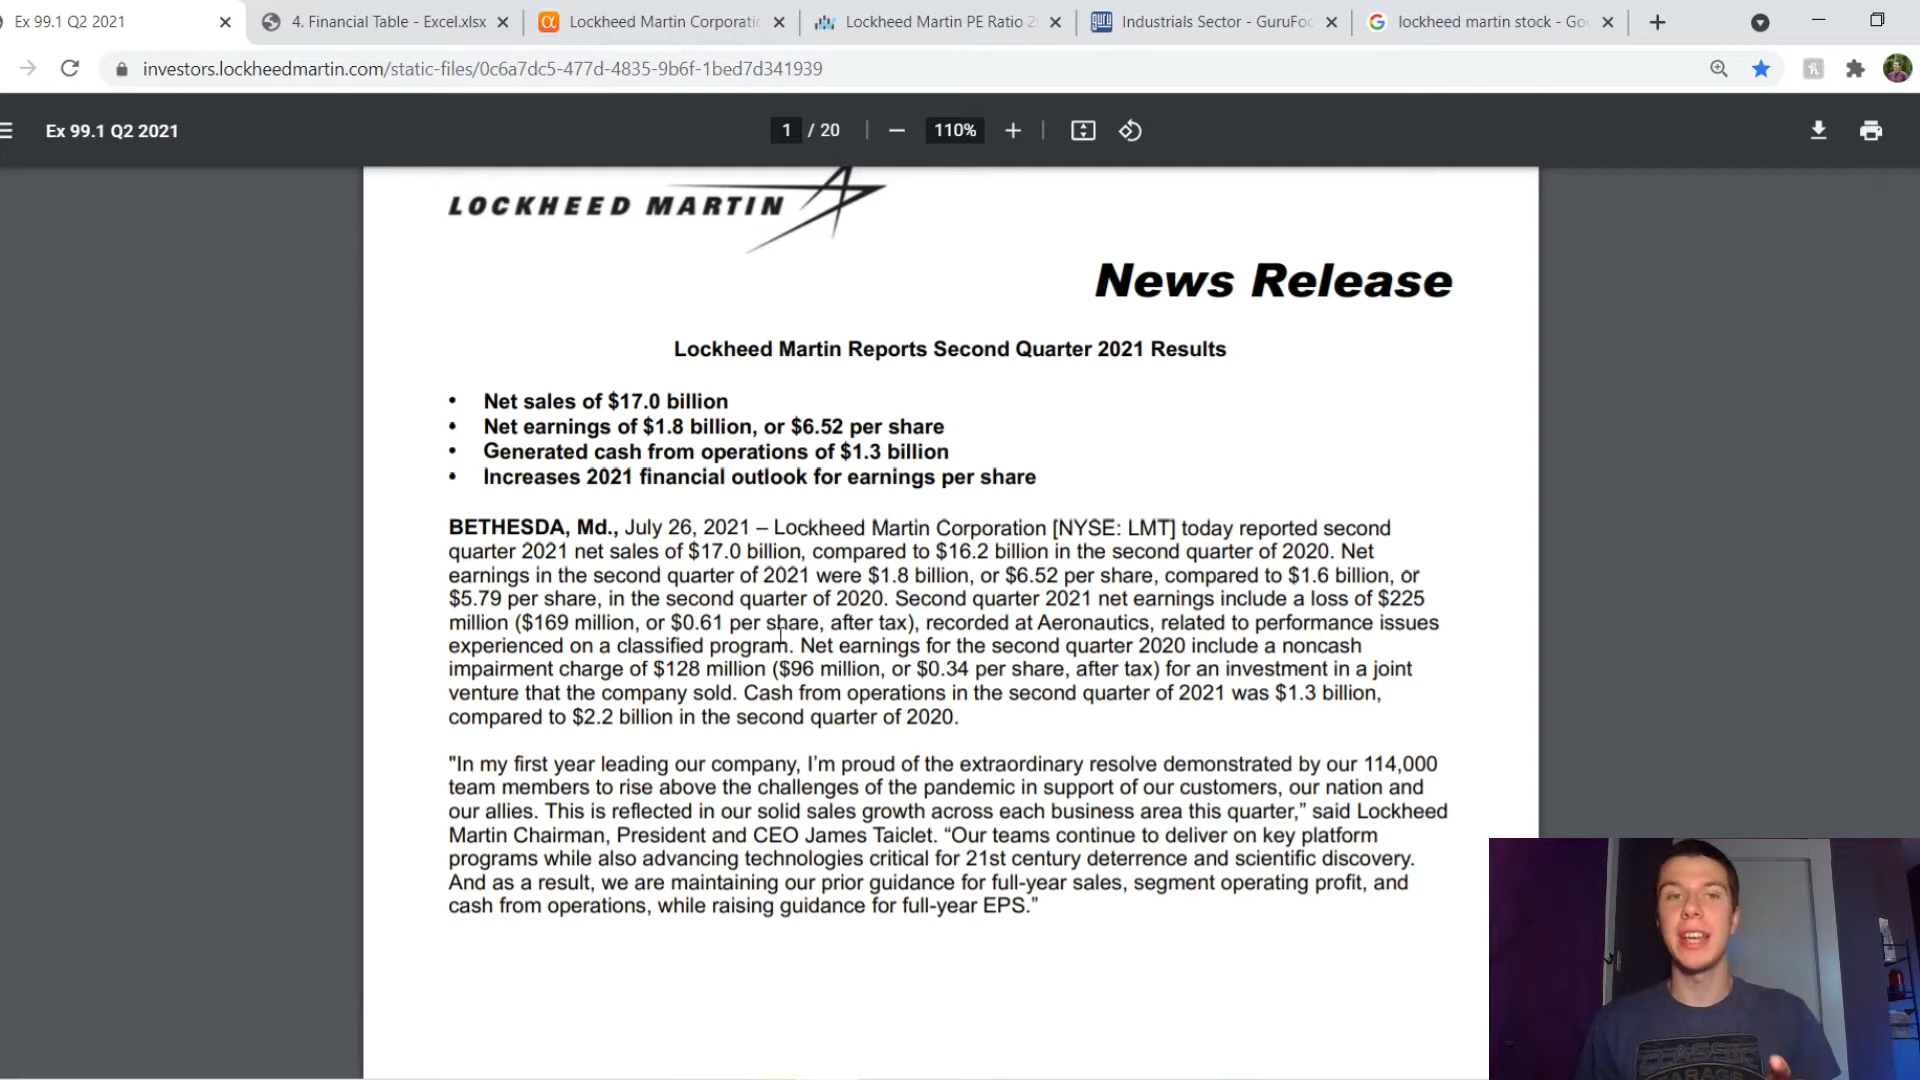 Ex 99.1 Q2 2021
4. Financial Table - Excel.xlsx
Lockheed Martin Corporatic
Lockheed Martin PE Ratio 2
Industrials Sector - GuruFoc
lockheed martin stock - Goo
investors.lockheedmartin.com/static-files/0c6a7dc5-477d-4835-9b6f-1bed7d341939
Ex 99.1 Q2 2021
1 / 20
110%
LOCKHEED MARTIN
News Release
Lockheed Martin Reports Second Quarter 2021 Results
• Net sales of $17.0 billion
• Net earnings of $1.8 billion, or $6.52 per share
• Generated cash from operations of $1.3 billion
• Increases 2021 financial outlook for earnings per share
BETHESDA, Md., July 26, 2021 – Lockheed Martin Corporation [NYSE: LMT] today reported second
quarter 2021 net sales of $17.0 billion, compared to $16.2 billion in the second quarter of 2020. Net
earnings in the second quarter of 2021 were $1.8 billion, or $6.52 per share, compared to $1.6 billion, or
$5.79 per share, in the second quarter of 2020. Second quarter 2021 net earnings include a loss of $225
million ($169 million, or $0.61 per share, after tax), recorded at Aeronautics, related to performance issues
experienced on a classified program. Net earnings for the second quarter 2020 include a noncash
impairment charge of $128 million ($96 million, or $0.34 per share, after tax) for an investment in a joint
venture that the company sold. Cash from operations in the second quarter of 2021 was $1.3 billion,
compared to $2.2 billion in the second quarter of 2020.
"In my first year leading our company, I'm proud of the extraordinary resolve demonstrated by our 114,000
team members to rise above the challenges of the pandemic in support of our customers, our nation and
our allies. This is reflected in our solid sales growth across each business area this quarter,” said Lockheed
Martin Chairman, President and CEO James Taiclet. “Our teams continue to deliver on key platform
programs while also advancing technologies critical for 21st century deterrence and scientific discovery.
And as a result, we are maintaining our prior guidance for full-year sales, segment operating profit, and
cash from operations, while raising guidance for full-year EPS.”
CLASSIC